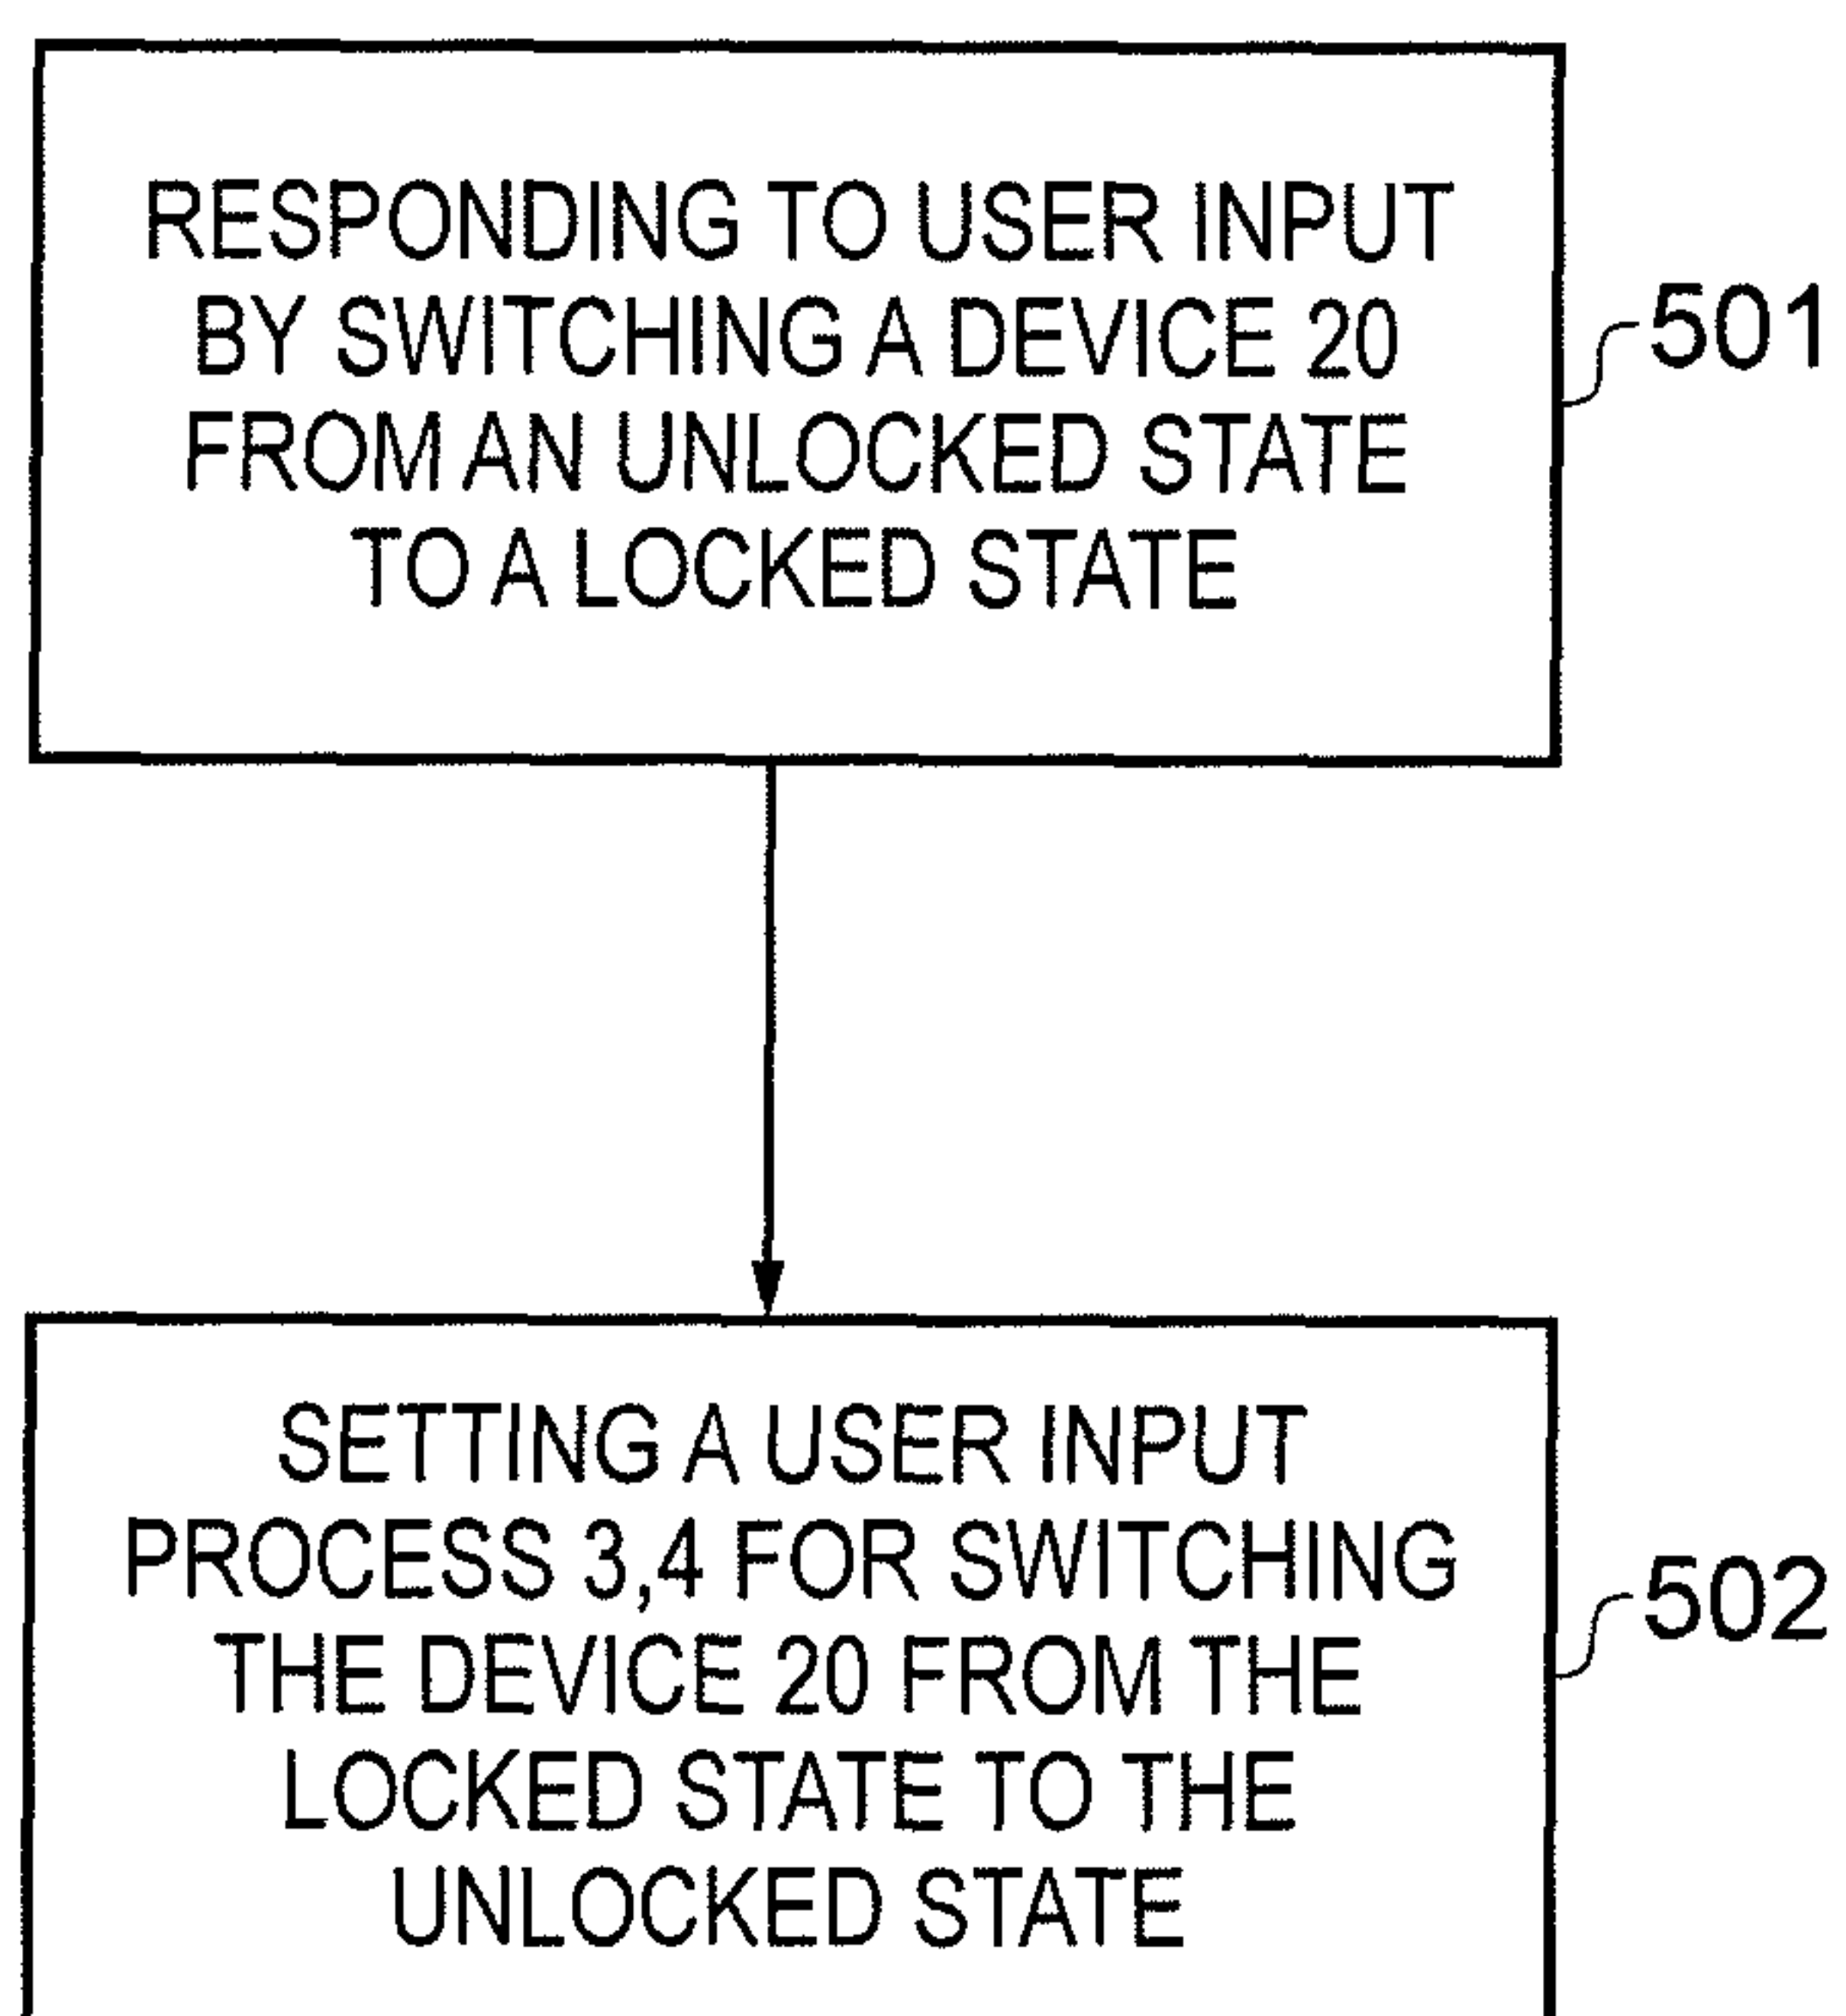 RESPONDING TO USER INPUT
BY SWITCHING A DEVICE 20
FROM AN UNLOCKED STATE
TO A LOCKED STATE
501
SETTING A USER INPUT
PROCESS 3,4 FOR SWITCHING
THE DEVICE 20 FROM THE
LOCKED STATE TO THE
UNLOCKED STATE
502